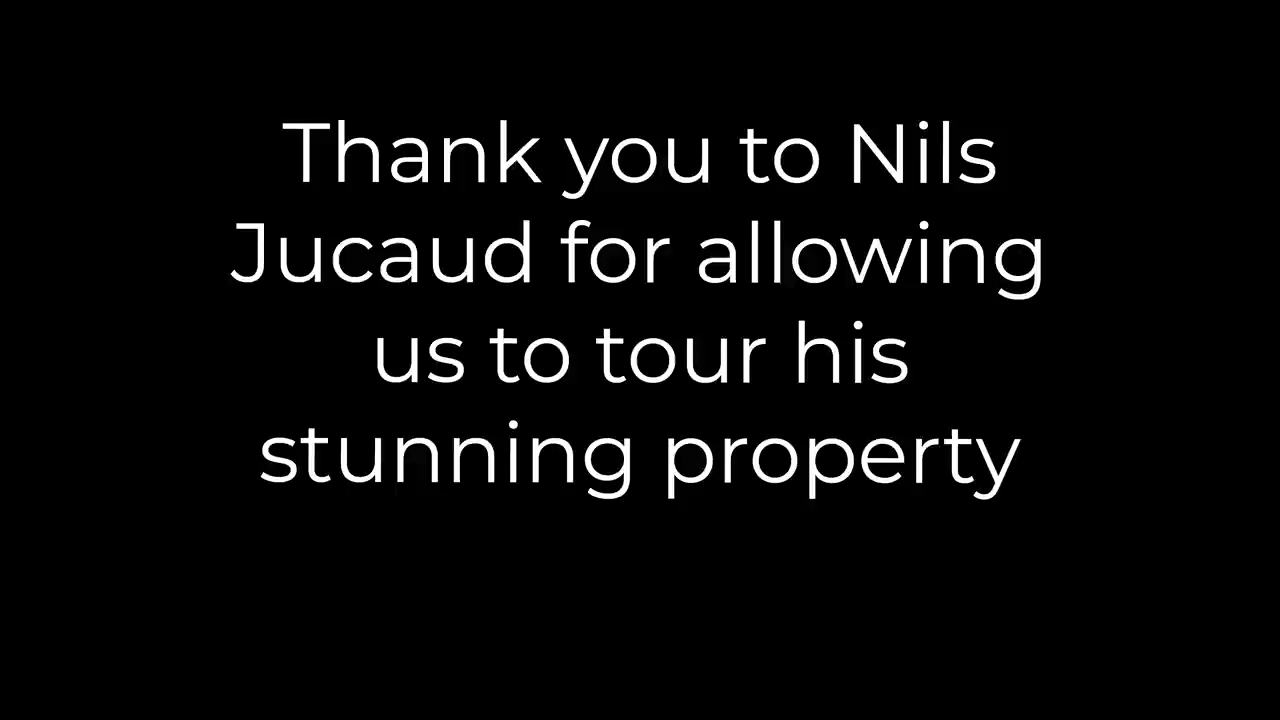 Thank you to Nils
Jucaud for allowing
us to tour his
stunning property